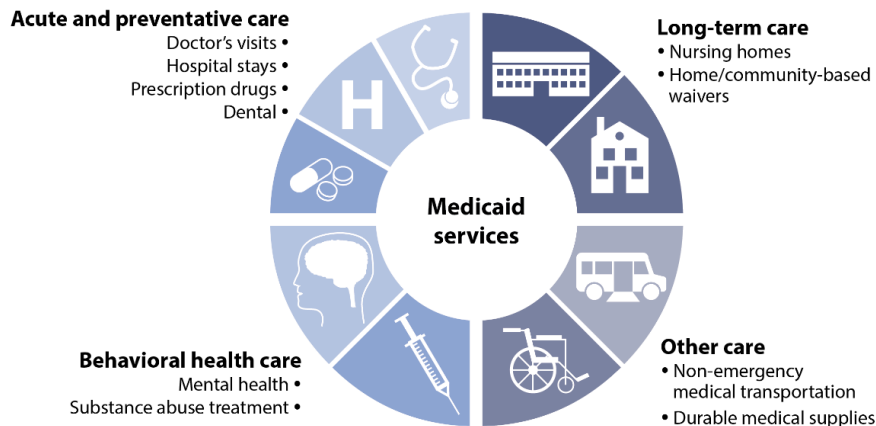 Acute and preventative care
Doctor's visits •
Hospital stays •
Prescription drugs •
Dental •
Long-term care
• Nursing homes
• Home/community-based
waivers
H
Medicaid
services
Behavioral health care
Mental health •
Substance abuse treatment •
Other care
• Non-emergency
medical transportation
• Durable medical supplies